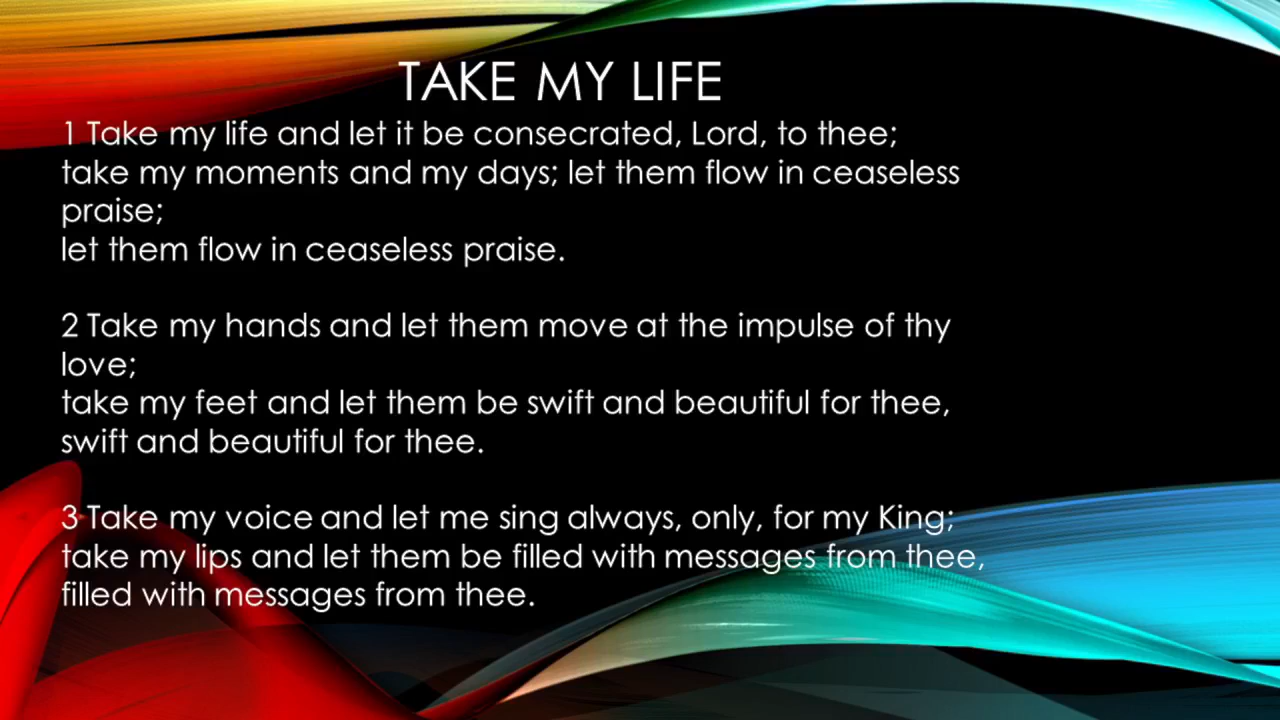 TAKE MY LIFE
1 Take my life and let it be consecrated, Lord, to thee;
take my moments and my days; let them flow in ceaseless
praise;
let them flow in ceaseless praise.
2 Take my hands and let them move at the impulse of thy
love;
take my feet and let them be swift and beautiful for thee,
swift and beautiful for thee.
3 Take my voice and let me sing always, only, for my King;
take my lips and let them be filled with messages from thee,
filled with messages from thee.